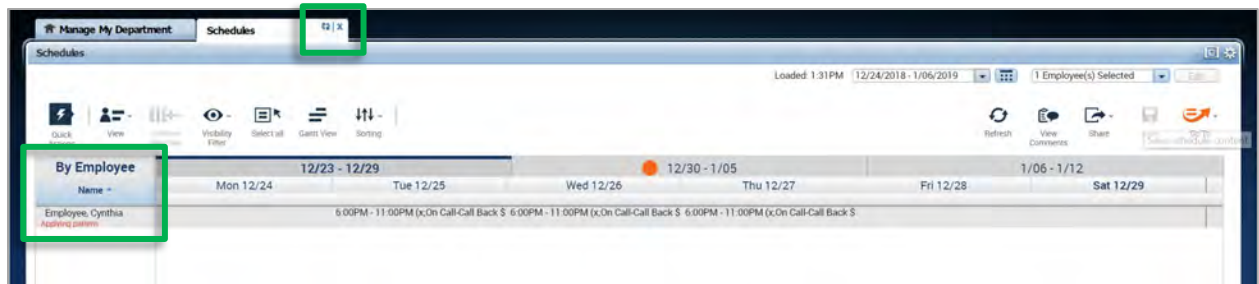 Manage My Department
Schedules
x
Schedules
Loaded: 1:31PM 12/24/2018 - 1/06/2019 1 Employee(s) Selected Edit
Quick Actions
View
Visibility Filter
Select all
Gantt View
Sorting
Refresh
View Comments
Share
By Employee 12/23 - 12/29 12/30 - 1/05 1/06 - 1/12
Name Mon 12/24 Tue 12/25 Wed 12/26 Thu 12/27 Fri 12/28 Sat 12/29
Employee, Cynthia 6:00PM - 11:00PM (x;On Call-Call Back $ 6:00PM - 11:00PM (x;On Call-Call Back $ 6:00PM - 11:00PM (x;On Call-Call Back $
Applying pattern